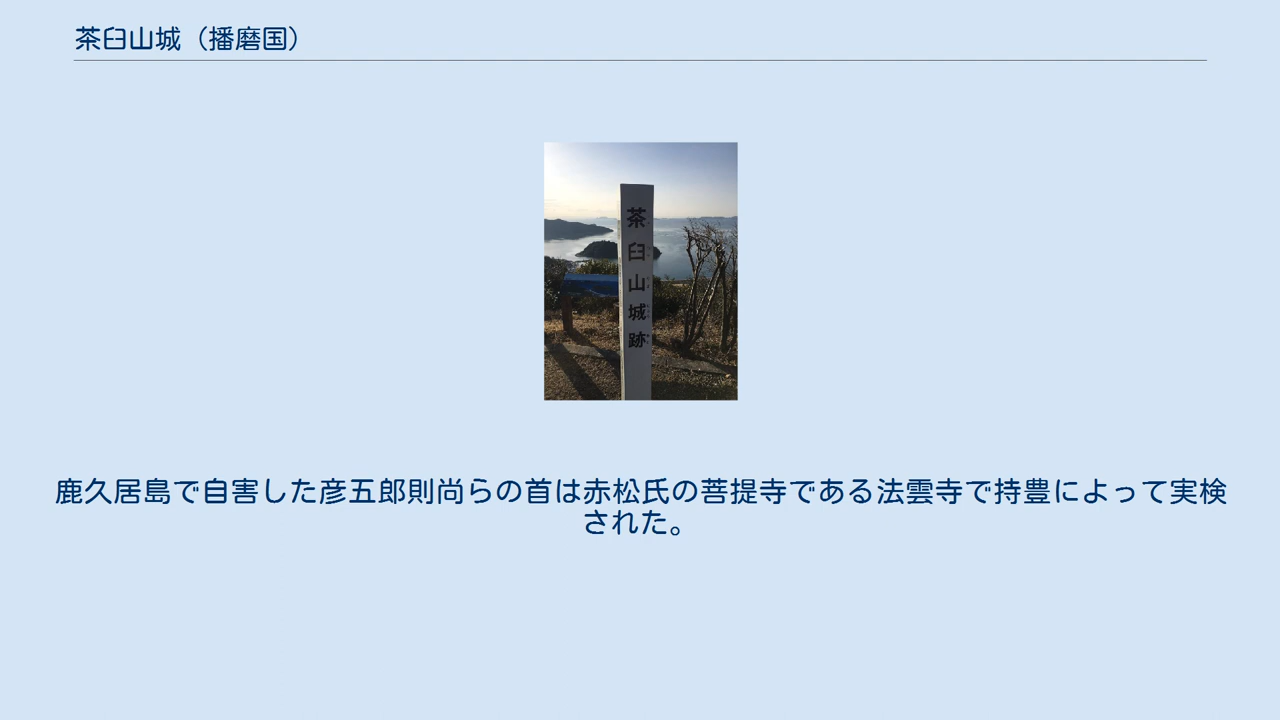 茶臼山城（播磨国）
茶臼山城跡
鹿久居島で自害した彦五郎則尚らの首は赤松氏の菩提寺である法雲寺で持豊によって実検
された。